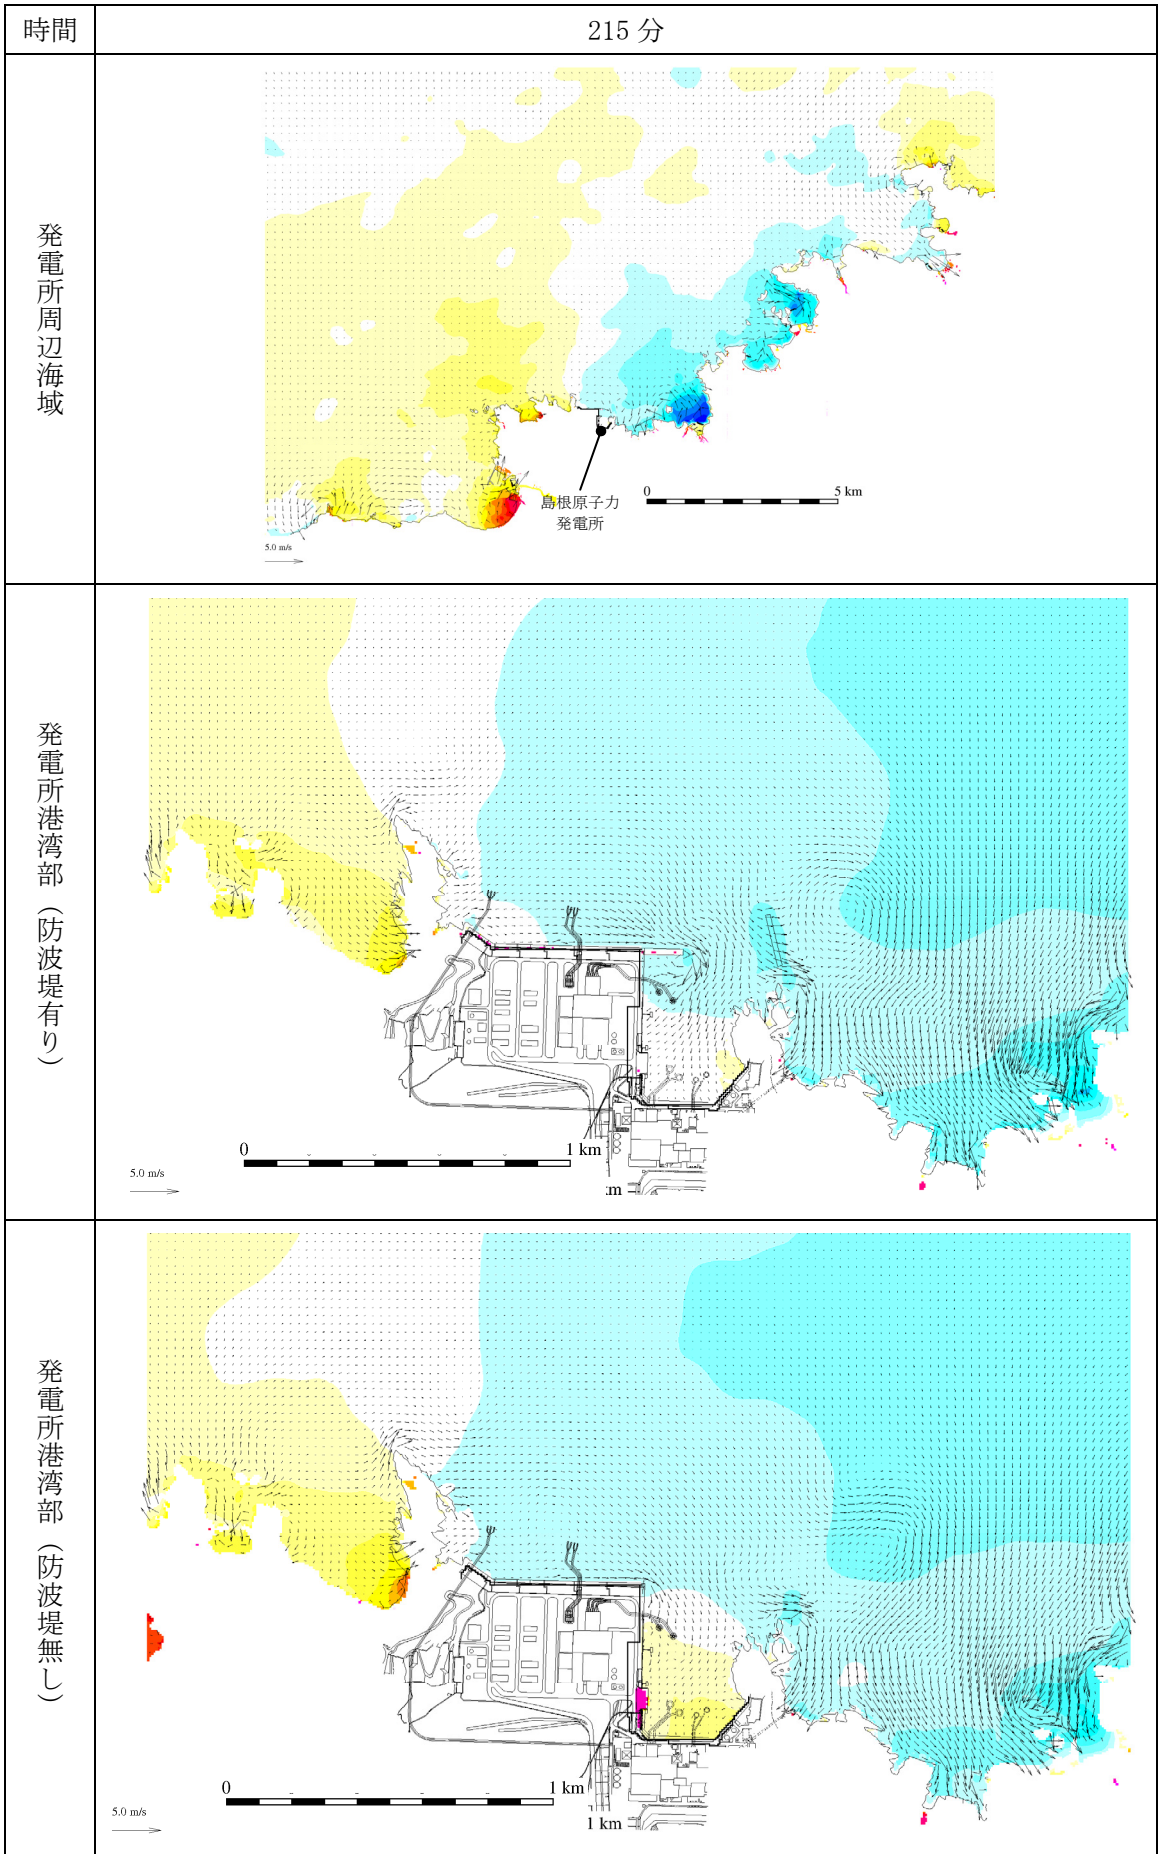 時間
215 分
発電所周辺海域
島根原子力
発電所
0
5 km
5.0 m/s
発電所港湾部（防波堤有り）
0
1 km
5.0 m/s
発電所港湾部（防波堤無し）
0
1 km
5.0 m/s
1 km